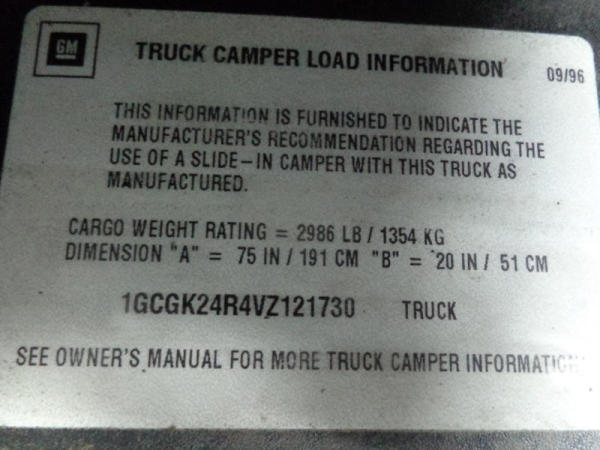 GM
TRUCK CAMPER LOAD INFORMATION 09/96
THIS INFORMATION IS FURNISHED TO INDICATE THE
MANUFACTURER'S RECOMMENDATION REGARDING THE
USE OF A SLIDE-IN CAMPER WITH THIS TRUCK AS
MANUFACTURED.
CARGO WEIGHT RATING = 2986 LB / 1354 KG
DIMENSION "A" = 75 IN / 191 CM "B" = 20 IN / 51 CM
1GCGK24R4VZ121730 TRUCK
SEE OWNER'S MANUAL FOR MORE TRUCK CAMPER INFORMATION